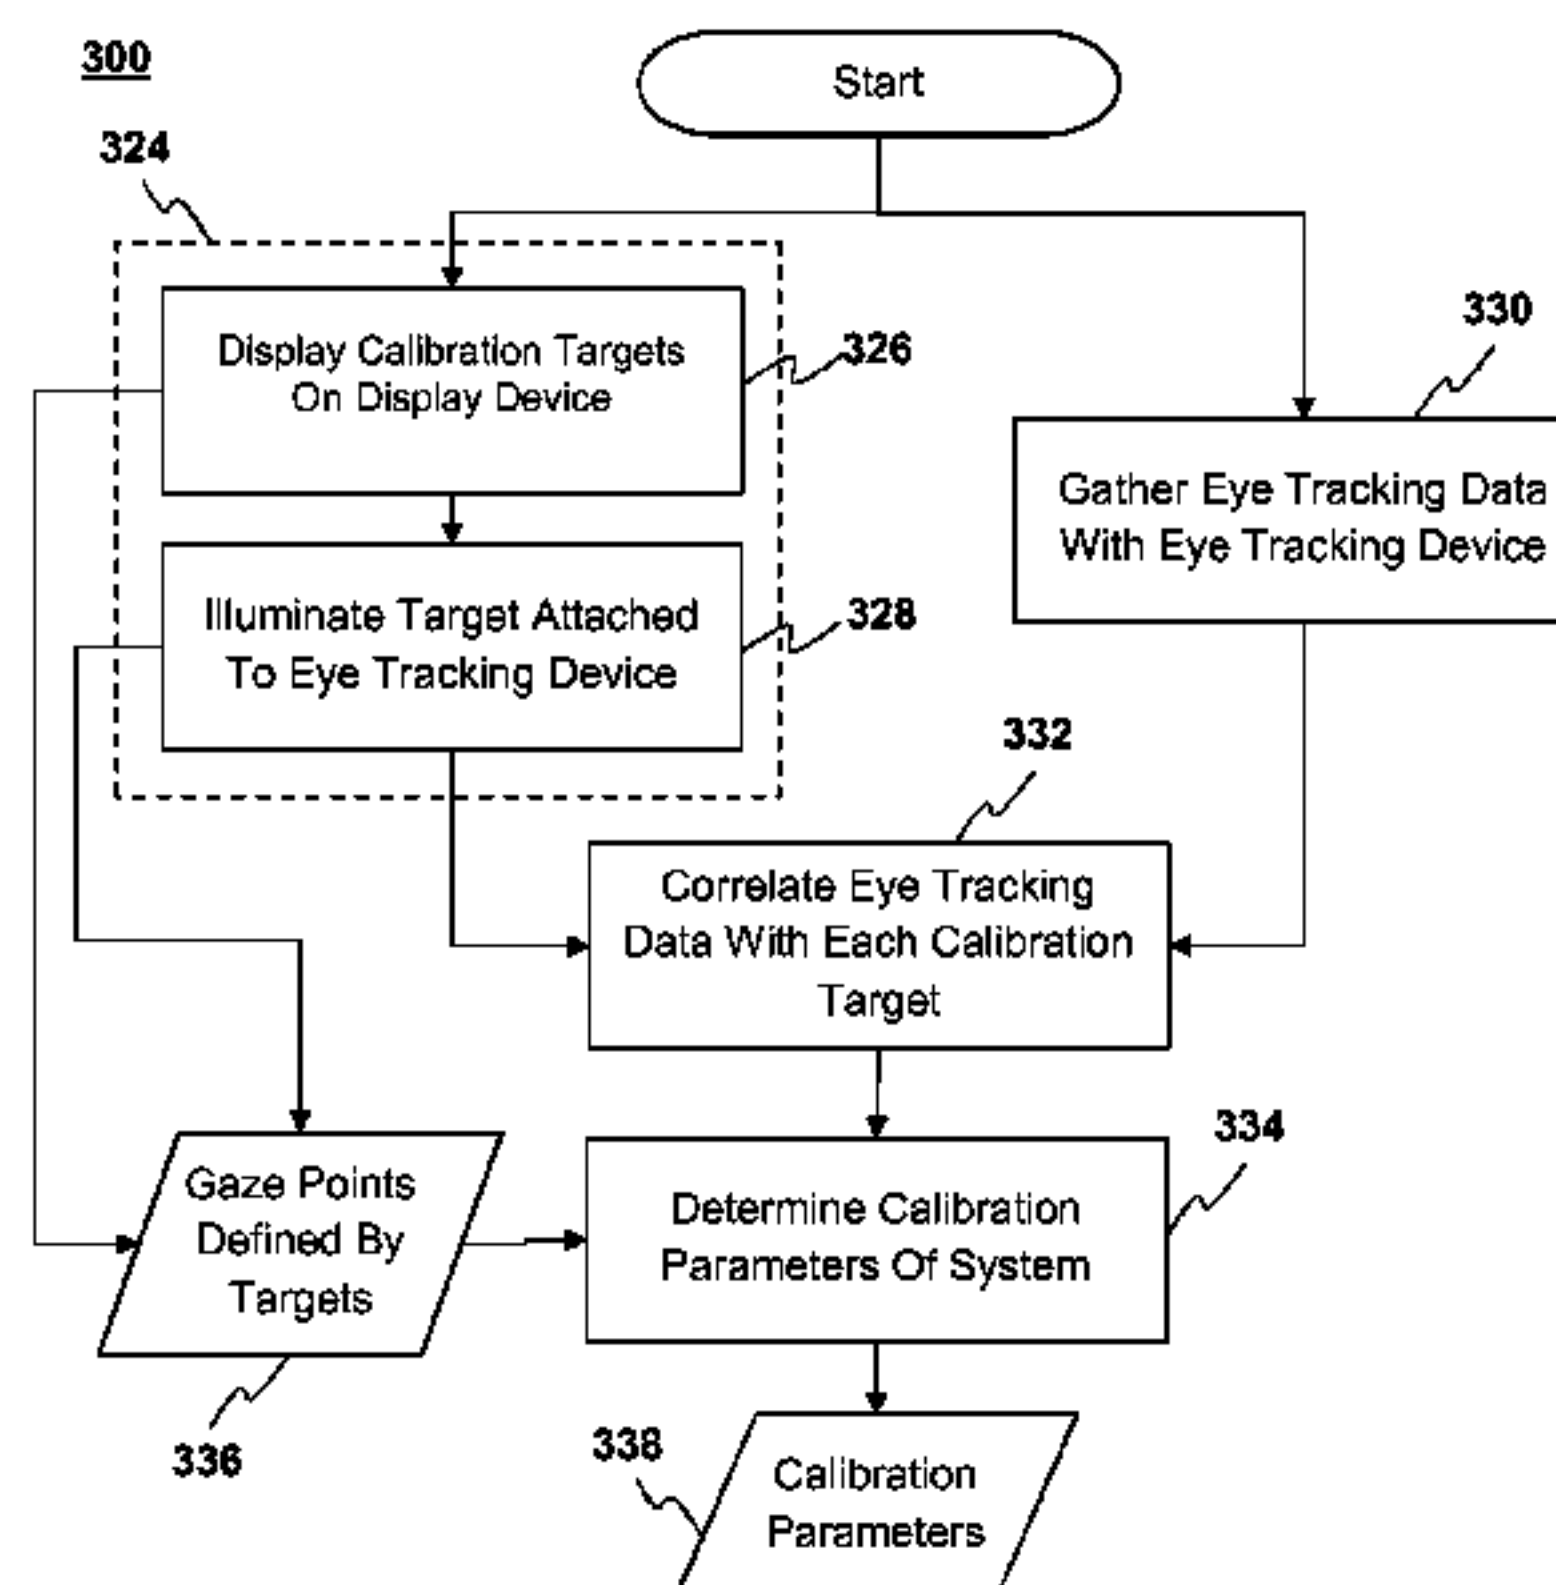 300
Start
324
Display Calibration Targets
On Display Device
326
330
Gather Eye Tracking Data
With Eye Tracking Device
Illuminate Target Attached
To Eye Tracking Device
328
332
Correlate Eye Tracking
Data With Each Calibration
Target
334
Gaze Points
Defined By
Targets
Determine Calibration
Parameters Of System
336
338
Calibration
Parameters